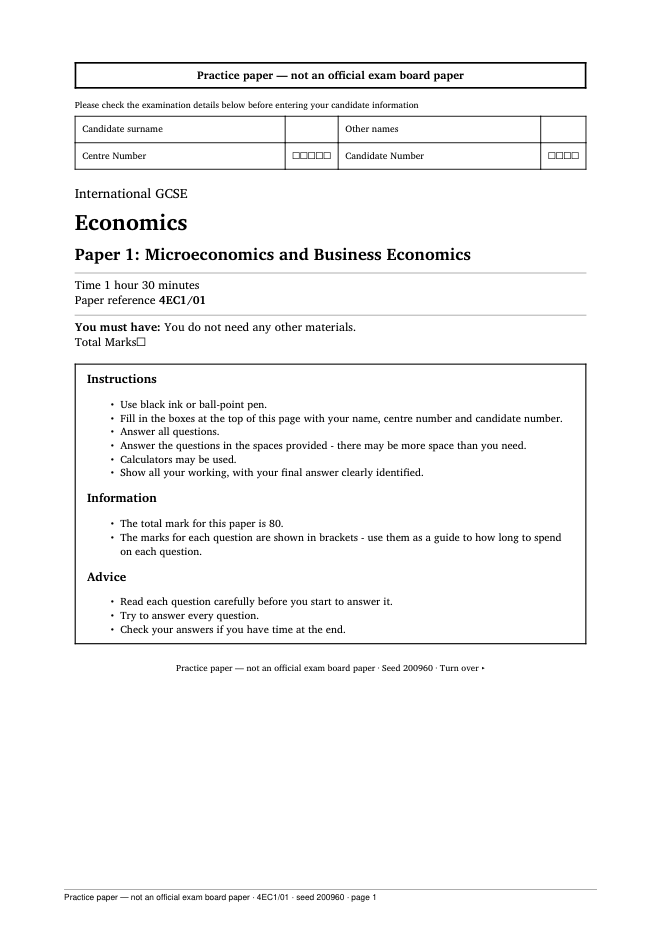 Practice paper — not an official exam board paper
Please check the examination details below before entering your candidate information
Candidate surname
Other names
Centre Number □□□□□
Candidate Number □□□□
International GCSE
Economics
Paper 1: Microeconomics and Business Economics
Time 1 hour 30 minutes
Paper reference 4EC1/01
You must have: You do not need any other materials.
Total Marks□
Instructions
• Use black ink or ball-point pen.
• Fill in the boxes at the top of this page with your name, centre number and candidate number.
• Answer all questions.
• Answer the questions in the spaces provided - there may be more space than you need.
• Calculators may be used.
• Show all your working, with your final answer clearly identified.
Information
• The total mark for this paper is 80.
• The marks for each question are shown in brackets - use them as a guide to how long to spend
on each question.
Advice
• Read each question carefully before you start to answer it.
• Try to answer every question.
• Check your answers if you have time at the end.
Practice paper — not an official exam board paper · Seed 200960 · Turn over •
Practice paper — not an official exam board paper · 4EC1/01 · seed 200960 · page 1